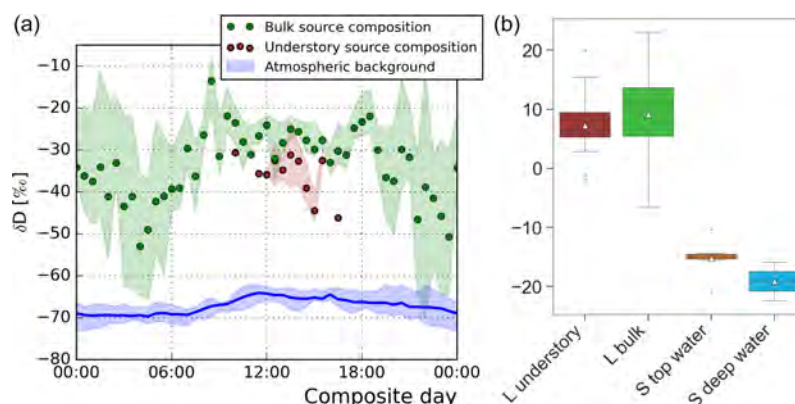 (a)
Bulk source composition
Understory source composition
Atmospheric background
δD [‰]
−10
−20
−30
−40
−50
−60
−70
−80
00:00
06:00
12:00
18:00
00:00
Composite day
(b)
20
10
0
−10
−20
L understory
L bulk
S top water
S deep water